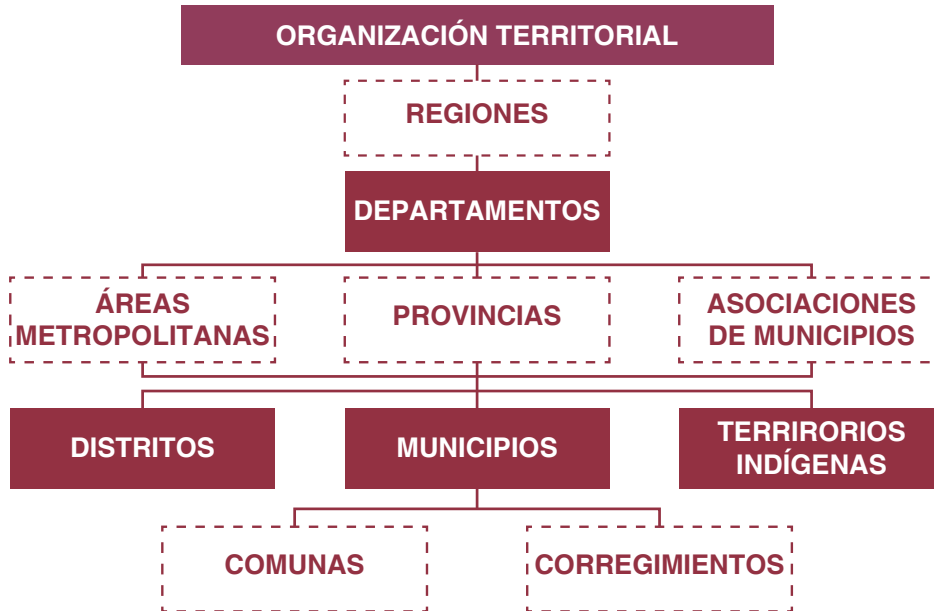 ORGANIZACIÓN TERRITORIAL
REGIONES
DEPARTAMENTOS
ÁREAS
METROPOLITANAS
PROVINCIAS
ASOCIACIONES
DE MUNICIPIOS
DISTRITOS
MUNICIPIOS
TERRIRORIOS
INDÍGENAS
COMUNAS
CORREGIMIENTOS